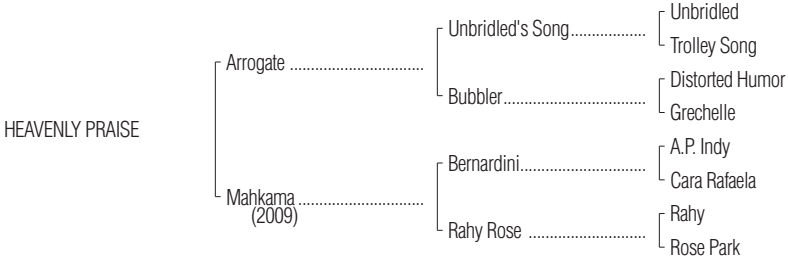 Unbridled
Unbridled's Song..................
Trolley Song
Arrogate ................................
Distorted Humor
Bubbler..................................
Grechelle
HEAVENLY PRAISE
A.P. Indy
Bernardini..............................
Cara Rafaela
Mahkama ..............................
(2009)
Rahy
Rahy Rose ............................
Rose Park